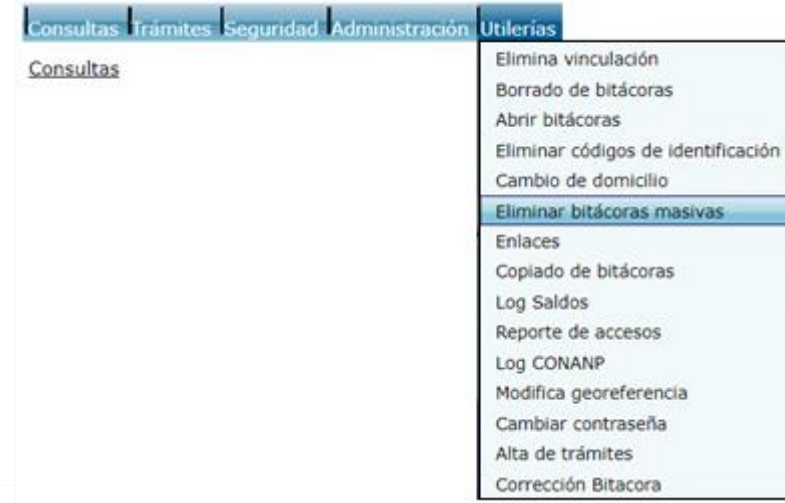 Consultas Trámites Seguridad Administración Utilerías
Consultas
Elimina vinculación
Borrado de bitácoras
Abrir bitácoras
Eliminar códigos de identificación
Cambio de domicilio
Eliminar bitácoras masivas
Enlaces
Copiado de bitácoras
Log Saldos
Reporte de accesos
Log CONANP
Modifica georeferencia
Cambiar contraseña
Alta de trámites
Corrección Bitacora